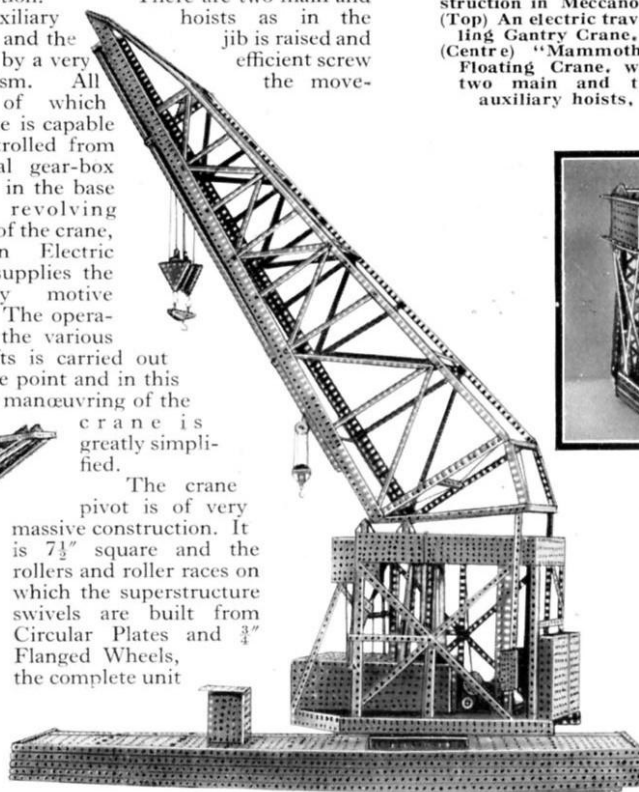 There are two main and
xiliary hoists as in the
and the jib is raised and
by a very efficient screw
sm. All the move-
of which
e is capable
trolled from
al gear-box
in the base
revolving
of the crane,
n Electric
supplies the
y motive
The opera-
the various
ts is carried out
e point and in this
manœuvring of the
crane is
greatly simpli-
fied.
The crane
pivot is of very
massive construction. It
is 7½″ square and the
rollers and roller races on
which the superstructure
swivels are built from
Circular Plates and ¾″
Flanged Wheels,
the complete unit
struction in Meccano
(Top) An electric trav
ling Gantry Crane.
(Centre) “Mammoth
Floating Crane, w
two main and t
auxiliary hoists,